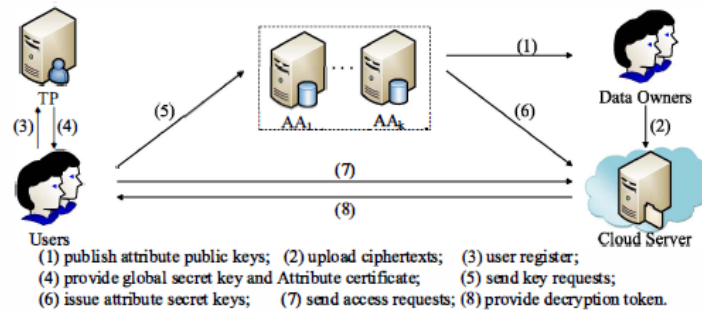 (1)
TP
AA1
...
AAk
Data Owners
(3)
(4)
(5)
(6)
(2)
(7)
(8)
Users
Cloud Server
(1) publish attribute public keys; (2) upload ciphertexts; (3) user register;
(4) provide global secret key and Attribute certificate; (5) send key requests;
(6) issue attribute secret keys; (7) send access requests; (8) provide decryption token.